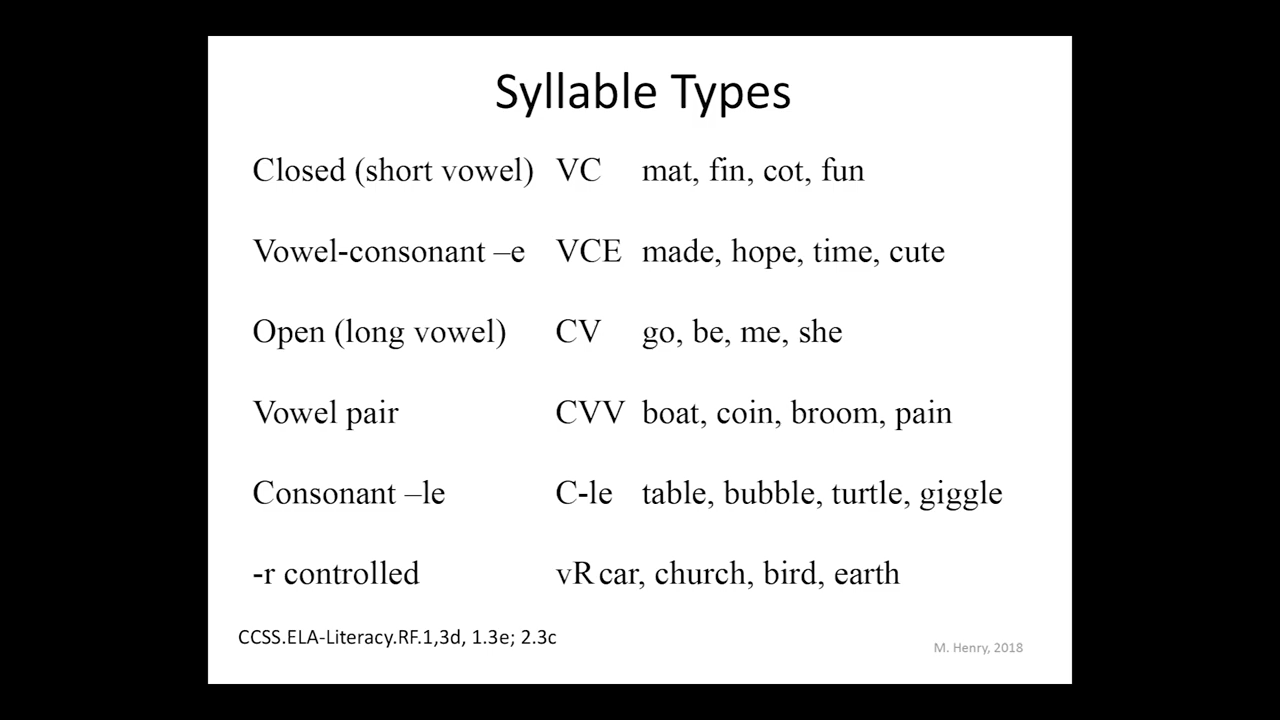 Syllable Types
Closed (short vowel) VC mat, fin, cot, fun
Vowel-consonant –e VCE made, hope, time, cute
Open (long vowel) CV go, be, me, she
Vowel pair CVV boat, coin, broom, pain
Consonant –le C-le table, bubble, turtle, giggle
-r controlled vR car, church, bird, earth
CCSS.ELA-Literacy.RF.1,3d, 1.3e; 2.3c
M. Henry, 2018